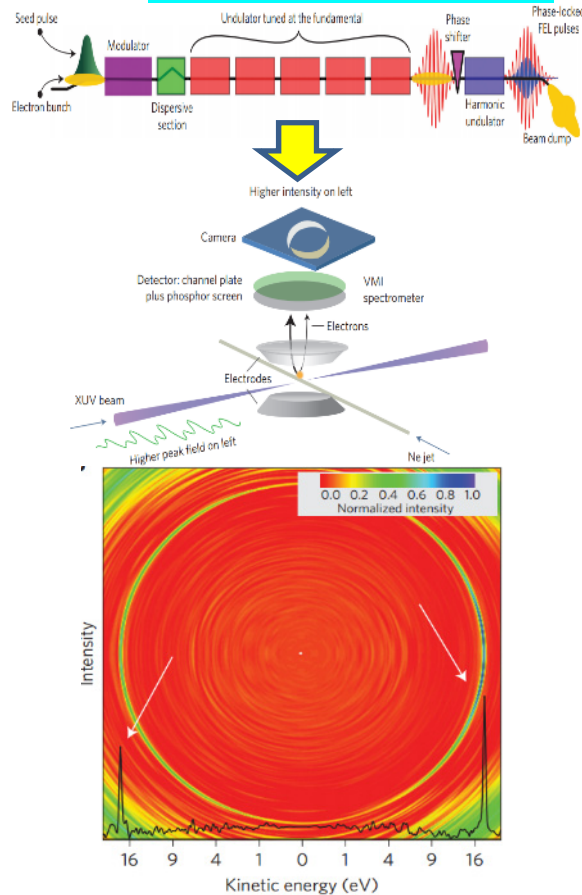 Seed pulse
Modulator
Undulator tuned at the fundamental
Phase
shifter
Phase-locked
FEL pulses
Electron bunch
Dispersive
section
Harmonic
undulator
Beam dump
Higher intensity on left
Camera
Detector: channel plate
plus phosphor screen
VMI
spectrometer
Electrons
Electrodes
XUV beam
Higher peak field on left
Ne jet
0.0 0.2 0.4 0.6 0.8 1.0
Normalized intensity
Intensity
16 9 4 1 0 1 4 9 16
Kinetic energy (eV)